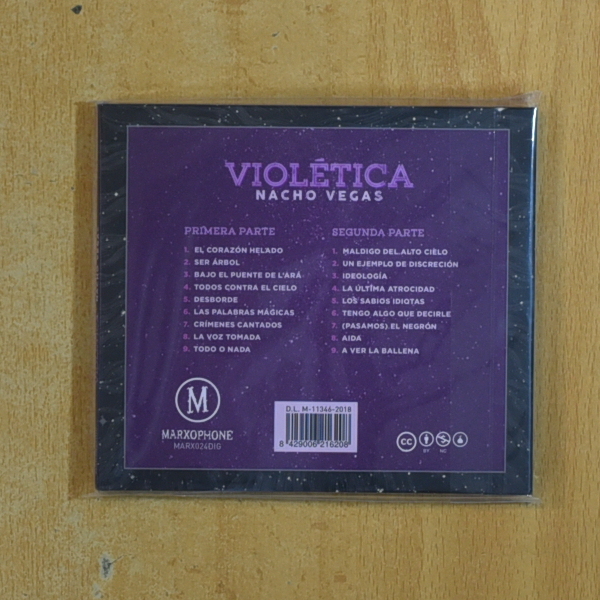 VIOLÉTICA
NACHO VEGAS
PRIMERA PARTE
1. EL CORAZÓN HELADO
2. SER ÁRBOL
3. BAJO EL PUENTE DE L'ARÁ
4. TODOS CONTRA EL CIELO
5. DESBORDE
6. LAS PALABRAS MÁGICAS
7. CRÍMENES CANTADOS
8. LA VOZ TOMADA
9. TODO O NADA
SEGUNDA PARTE
1. MALDIGO DEL ALTO CIELO
2. UN EJEMPLO DE DISCRECIÓN
3. IDEOLOGÍA
4. LA ÚLTIMA ATROCIDAD
5. LOS SABIOS IDIOTAS
6. TENGO ALGO QUE DECIRLE
7. (PASAMOS) EL NEGRÓN
8. AIDA
9. A VER LA BALLENA
M
MARXOPHONE
MARX024DIG
D.L. M-11346-2018
8 429006 216208
CC
BY NC